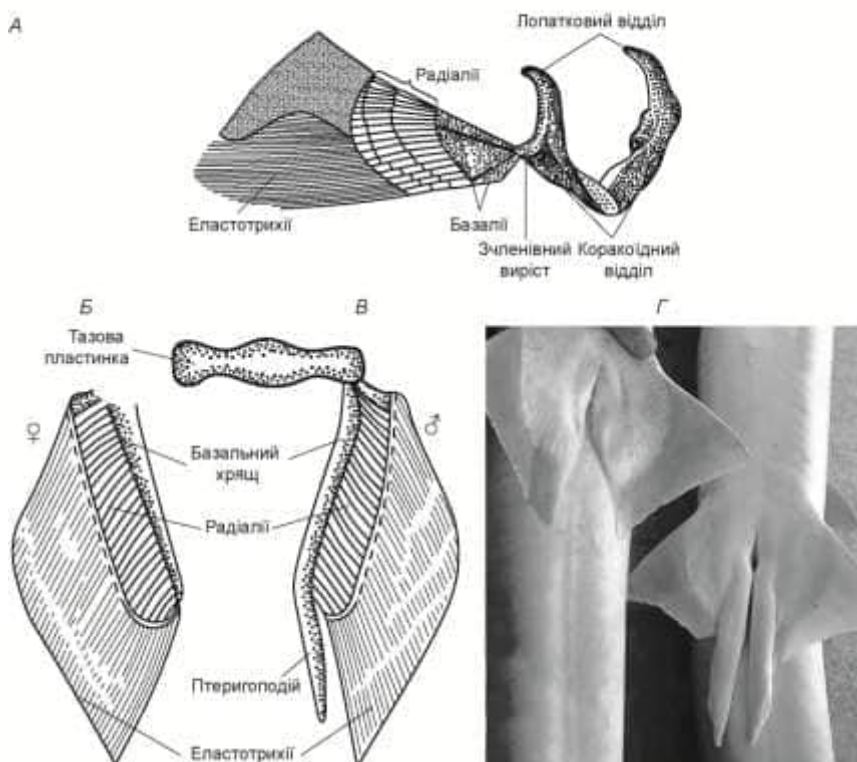 А
Лопатковий відділ
Радіалії
Еластотрихії
Базалії
Зчленівний
виріст
Коракоїдний
відділ
Б
В
Г
Тазова
пластинка
♀
♂
Базальний
хрящ
Радіалії
Птеригоподій
Еластотрихії